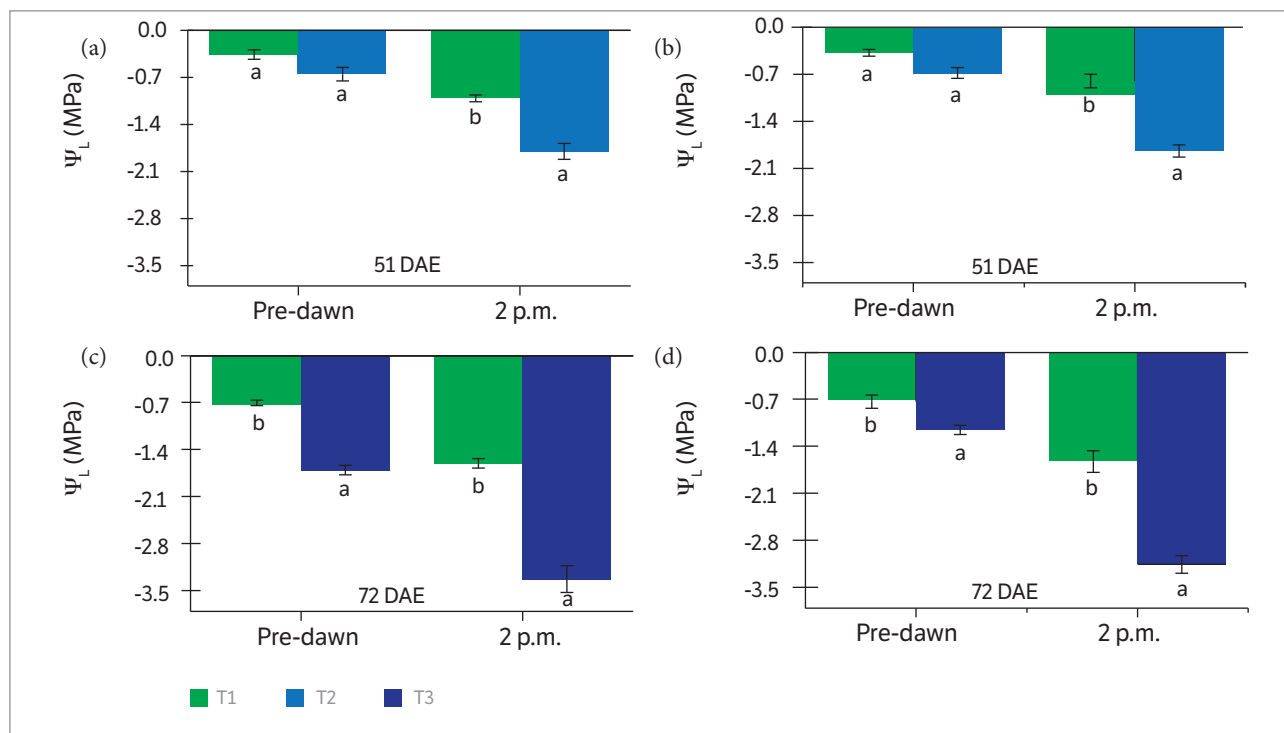 (a)
ΨL (MPa)
0.0
-0.7
-1.4
-2.1
-2.8
-3.5
a
a
b
a
51 DAE
Pre-dawn
2 p.m.
(b)
ΨL (MPa)
0.0
-0.7
-1.4
-2.1
-2.8
-3.5
a
a
b
a
51 DAE
Pre-dawn
2 p.m.
(c)
ΨL (MPa)
0.0
-0.7
-1.4
-2.1
-2.8
-3.5
b
a
b
a
72 DAE
Pre-dawn
2 p.m.
(d)
ΨL (MPa)
0.0
-0.7
-1.4
-2.1
-2.8
-3.5
b
a
b
a
72 DAE
Pre-dawn
2 p.m.
T1 T2 T3